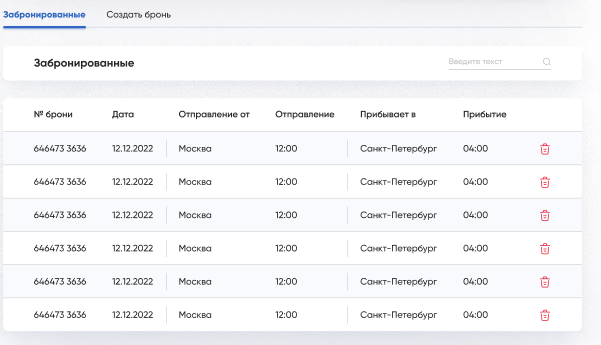 Забронированные Создать бронь
Забронированные Введите текст
№ брони Дата Отправление от Отправление Прибывает в Прибытие
646473 3636 12.12.2022 Москва 12:00 Санкт-Петербург 04:00
646473 3636 12.12.2022 Москва 12:00 Санкт-Петербург 04:00
646473 3636 12.12.2022 Москва 12:00 Санкт-Петербург 04:00
646473 3636 12.12.2022 Москва 12:00 Санкт-Петербург 04:00
646473 3636 12.12.2022 Москва 12:00 Санкт-Петербург 04:00
646473 3636 12.12.2022 Москва 12:00 Санкт-Петербург 04:00